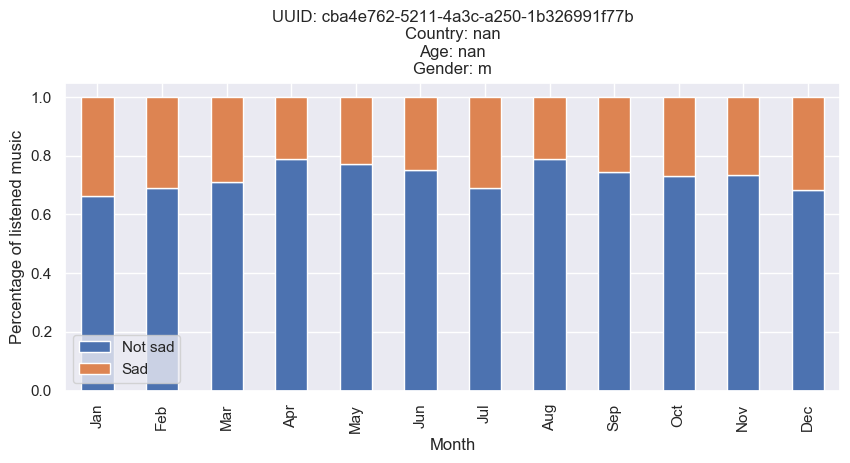 UUID: cba4e762-5211-4a3c-a250-1b326991f77b
Country: nan
Age: nan
Gender: m
Percentage of listened music
1.0
0.8
0.6
0.4
0.2
0.0
Not sad
Sad
Jan
Feb
Mar
Apr
May
Jun
Jul
Aug
Sep
Oct
Nov
Dec
Month